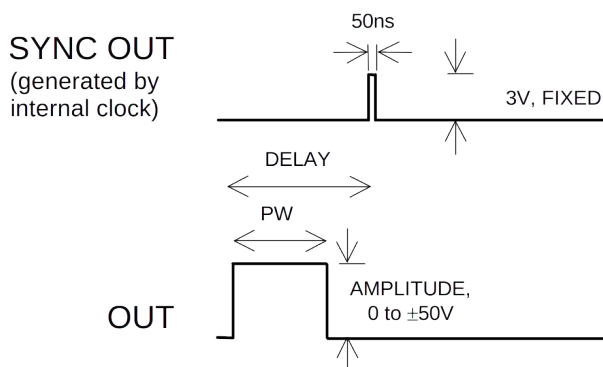 50ns
SYNC OUT
(generated by
internal clock)
3V, FIXED
DELAY
PW
AMPLITUDE,
0 to ±50V
OUT